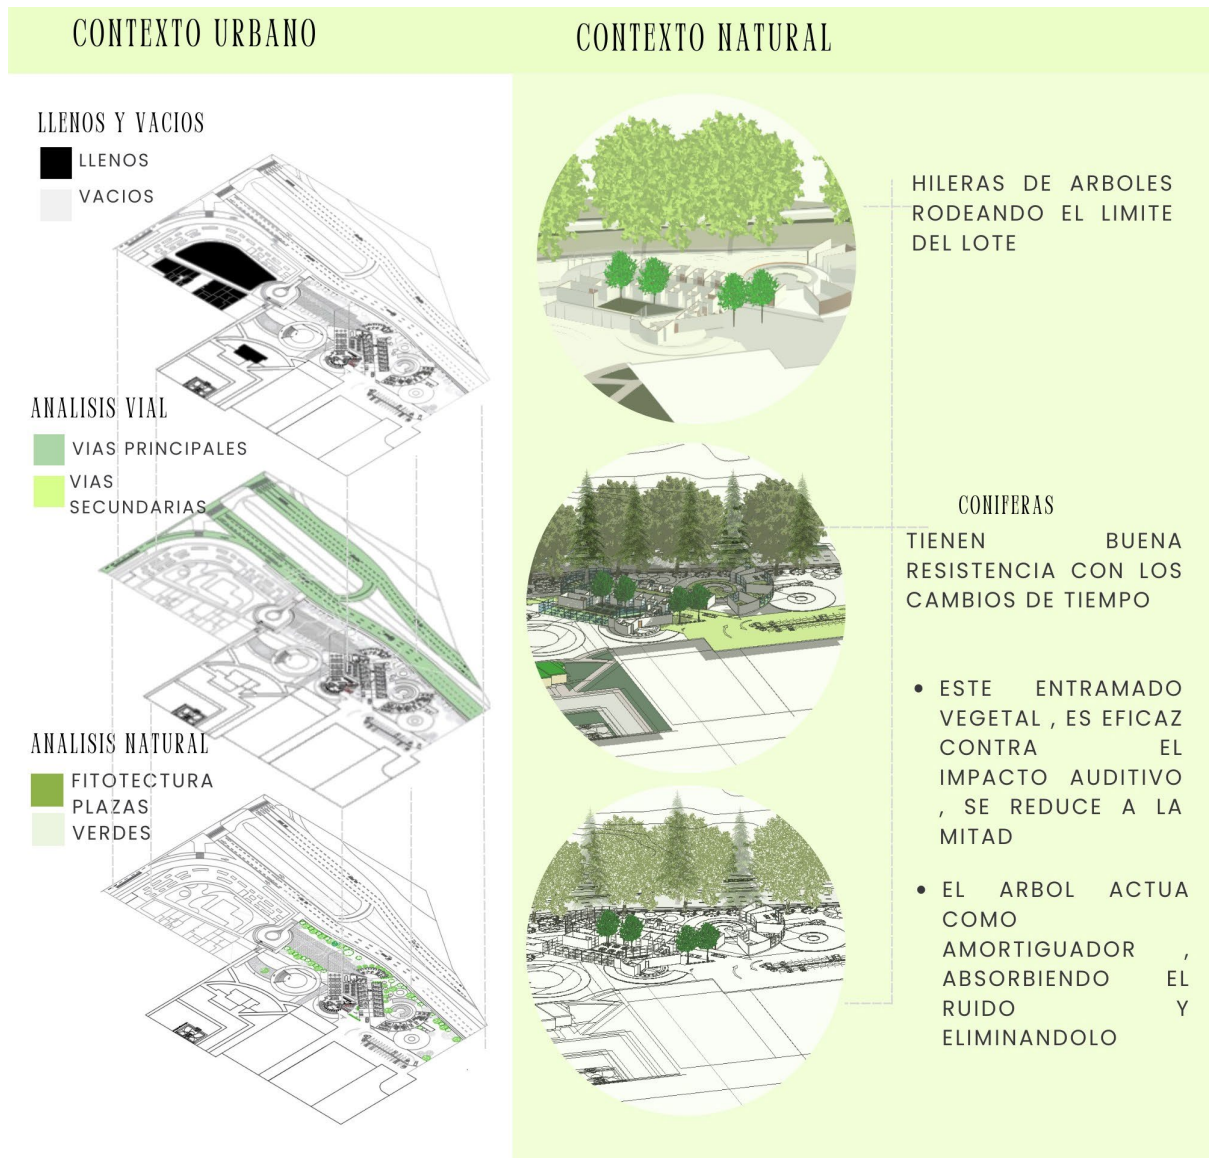 CONTEXTO URBANO
CONTEXTO NATURAL
LLENOS Y VACIOS
LLENOS
VACIOS
ANALISIS VIAL
VIAS PRINCIPALES
VIAS
SECUNDARIAS
ANALISIS NATURAL
FITOTECTURA
PLAZAS
VERDES
HILERAS DE ARBOLES
RODEANDO EL LIMITE
DEL LOTE
CONIFERAS
TIENEN BUENA
RESISTENCIA CON LOS
CAMBIOS DE TIEMPO
• ESTE ENTRAMADO
VEGETAL , ES EFICAZ
CONTRA EL
IMPACTO AUDITIVO
, SE REDUCE A LA
MITAD
• EL ARBOL ACTUA
COMO
AMORTIGUADOR ,
ABSORBIENDO EL
RUIDO Y
ELIMINANDOLO